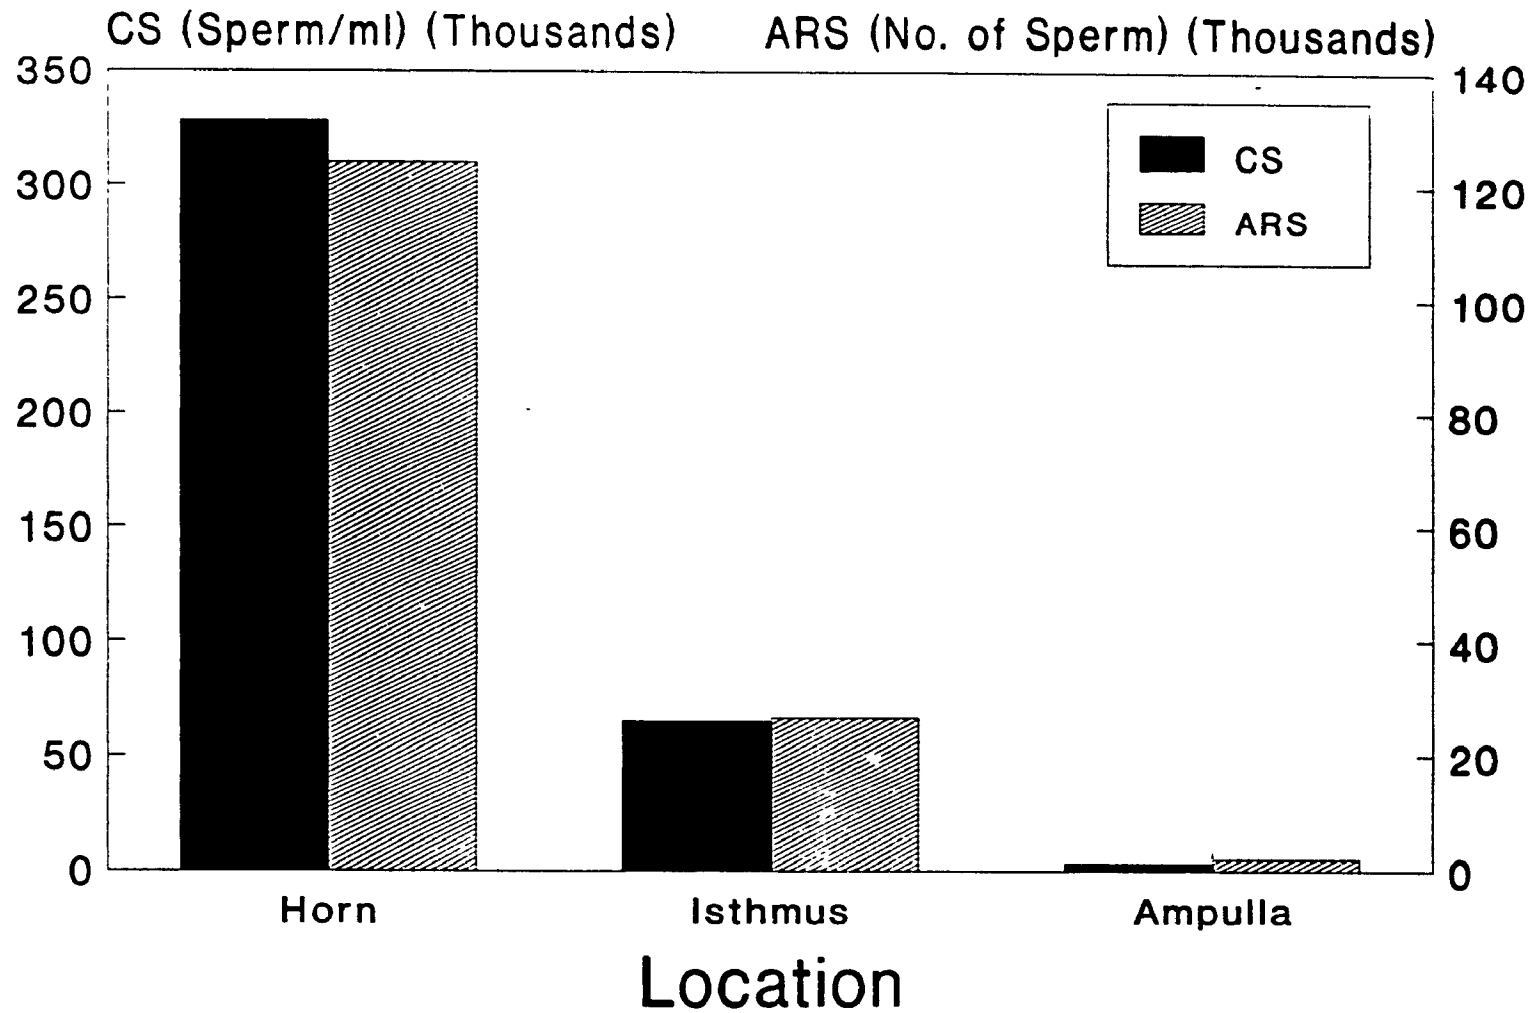 CS (Sperm/ml) (Thousands) ARS (No. of Sperm) (Thousands)
350 140
CS
300 120
ARS
250 100
200 80
150 60
100 40
50 20
0 0
Horn Isthmus Ampulla
Location